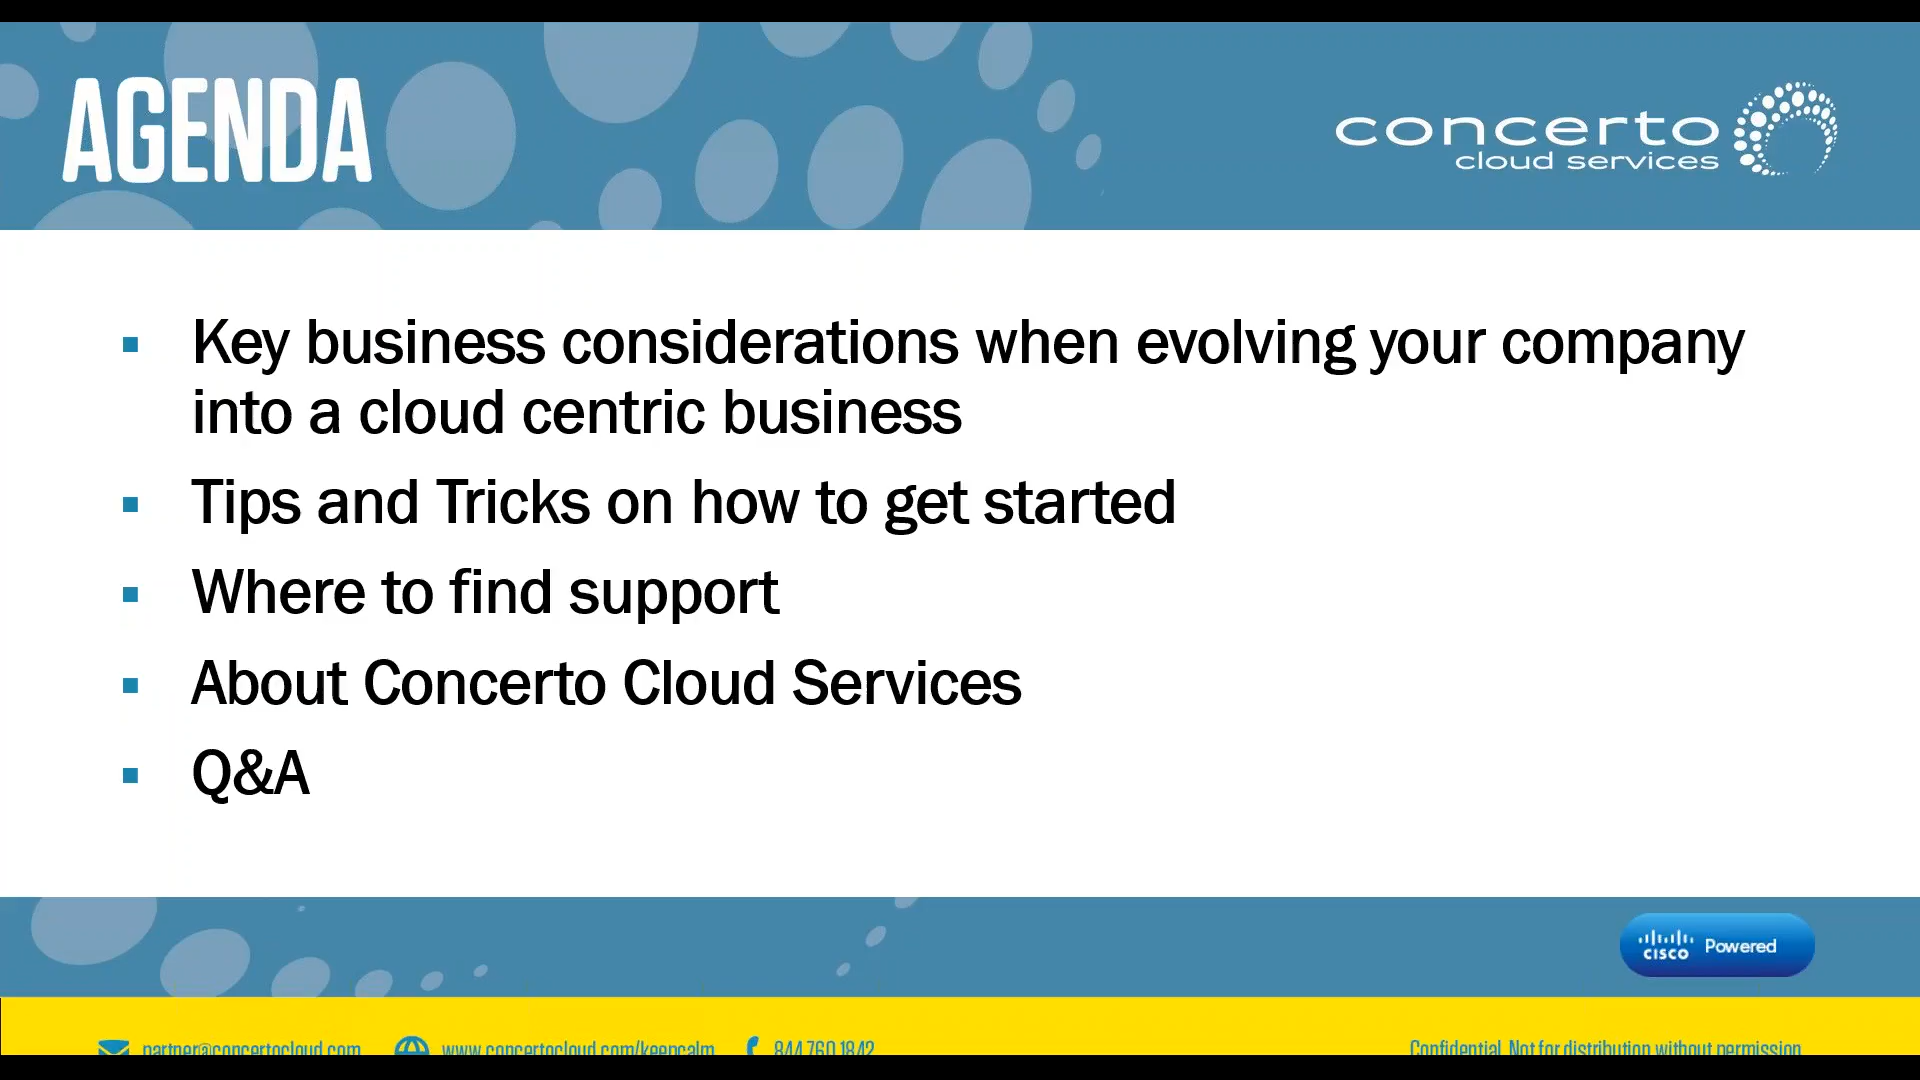 AGENDA
concerto
cloud services
Key business considerations when evolving your company
into a cloud centric business
Tips and Tricks on how to get started
Where to find support
About Concerto Cloud Services
Q&A
CISCO Powered
partner@concertocloud.com www.concertocloud.com/keepcalm 844.760.1842 Confidential. Not for distribution without permission.